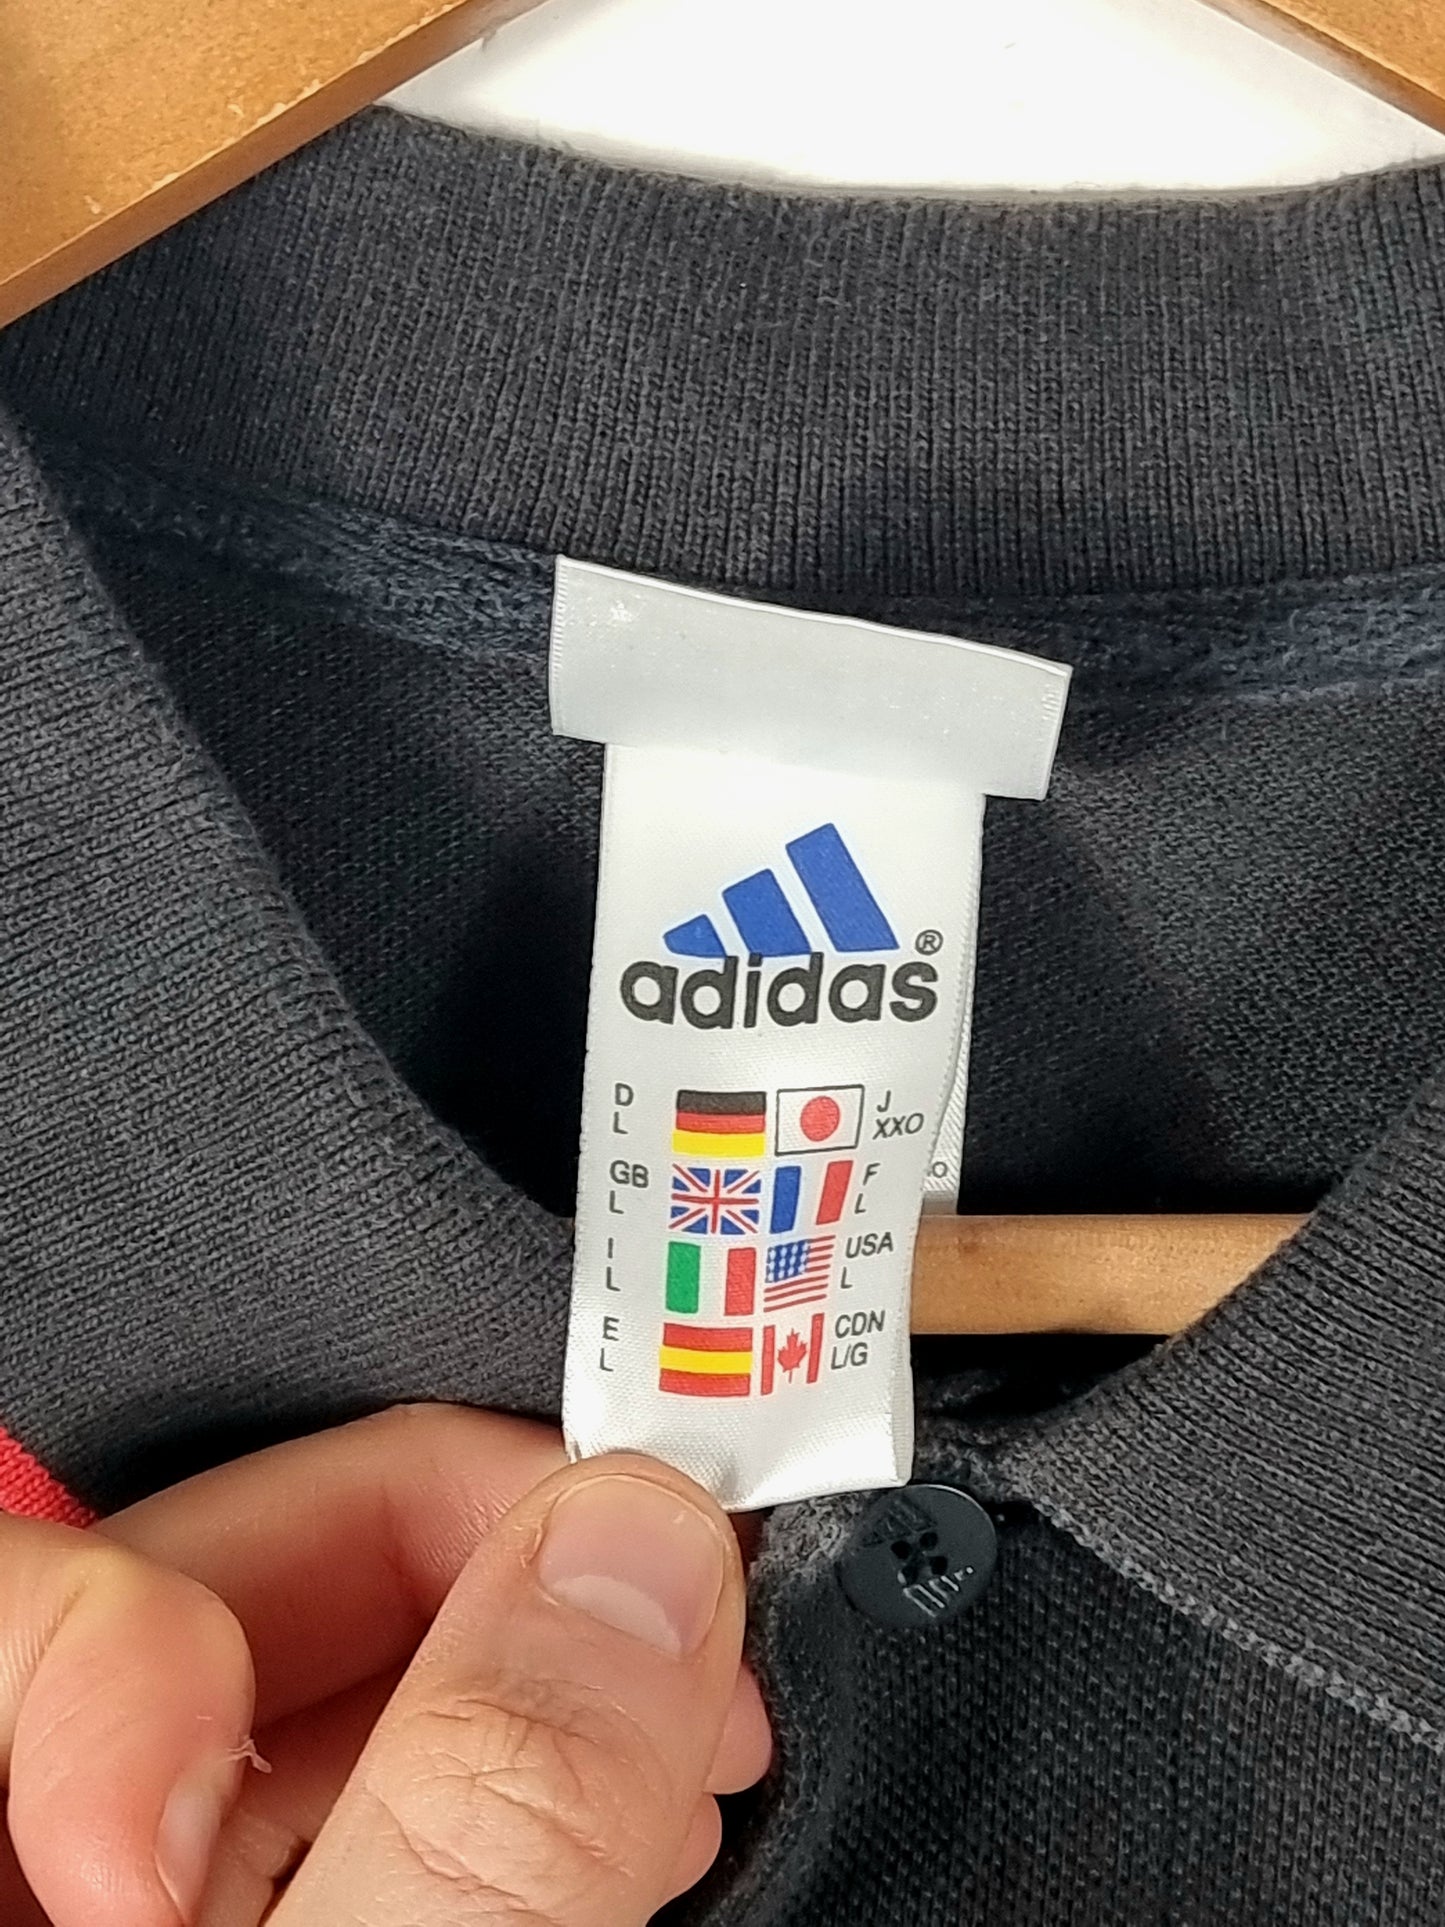 adidas®
D J
L XXO
GB F
L L
I USA
L L
E CDN
L L/G